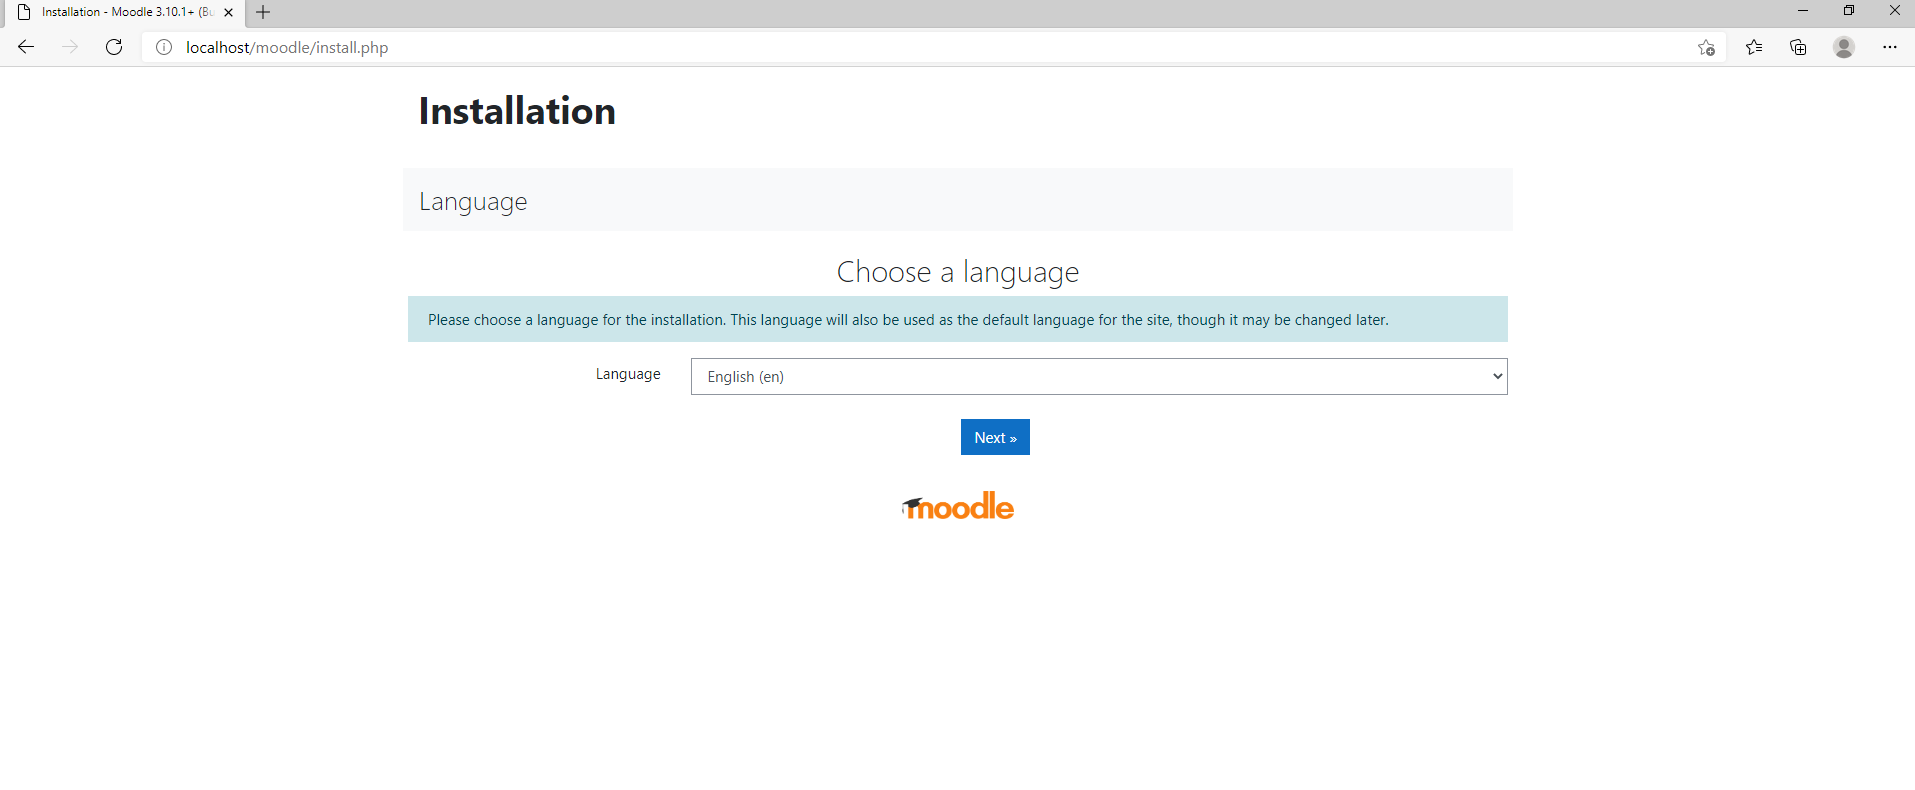 Installation - Moodle 3.10.1+ (Bu
localhost/moodle/install.php
Installation
Language
Choose a language
Please choose a language for the installation. This language will also be used as the default language for the site, though it may be changed later.
Language
English (en)
Next »
moodle